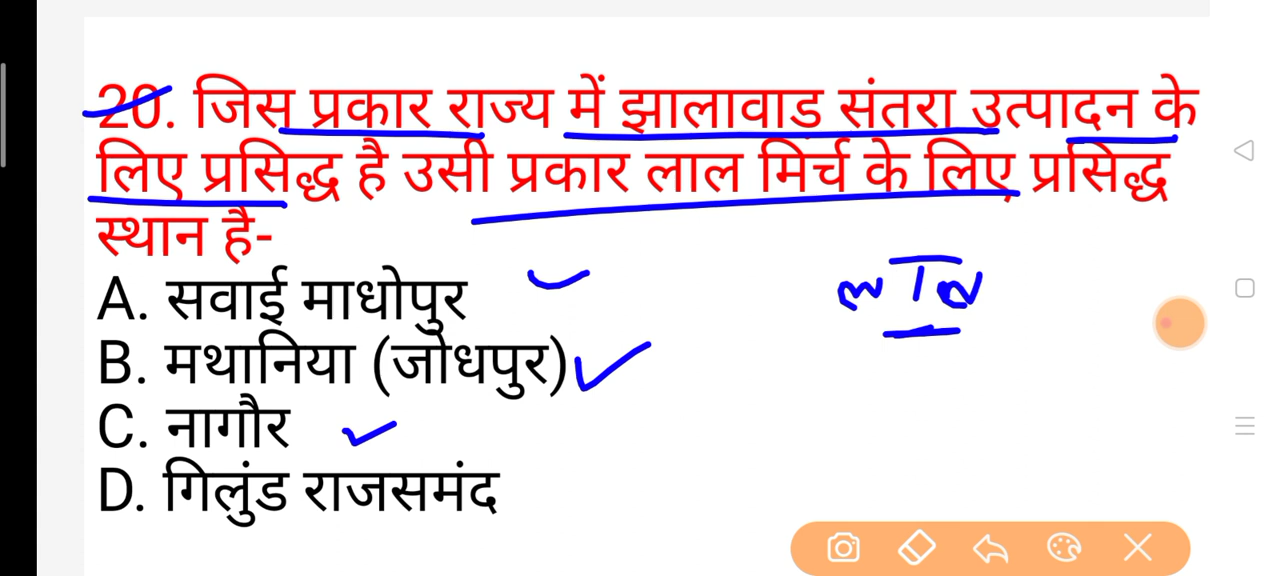 20. जिस प्रकार राज्य में झालावाड संतरा उत्पादन के
लिए प्रसिद्ध है उसी प्रकार लाल मिर्च के लिए प्रसिद्ध
स्थान है-
A. सवाई माधोपुर
B. मथानिया (जोधपुर)
C. नागौर
D. गिलुंड राजसमंद